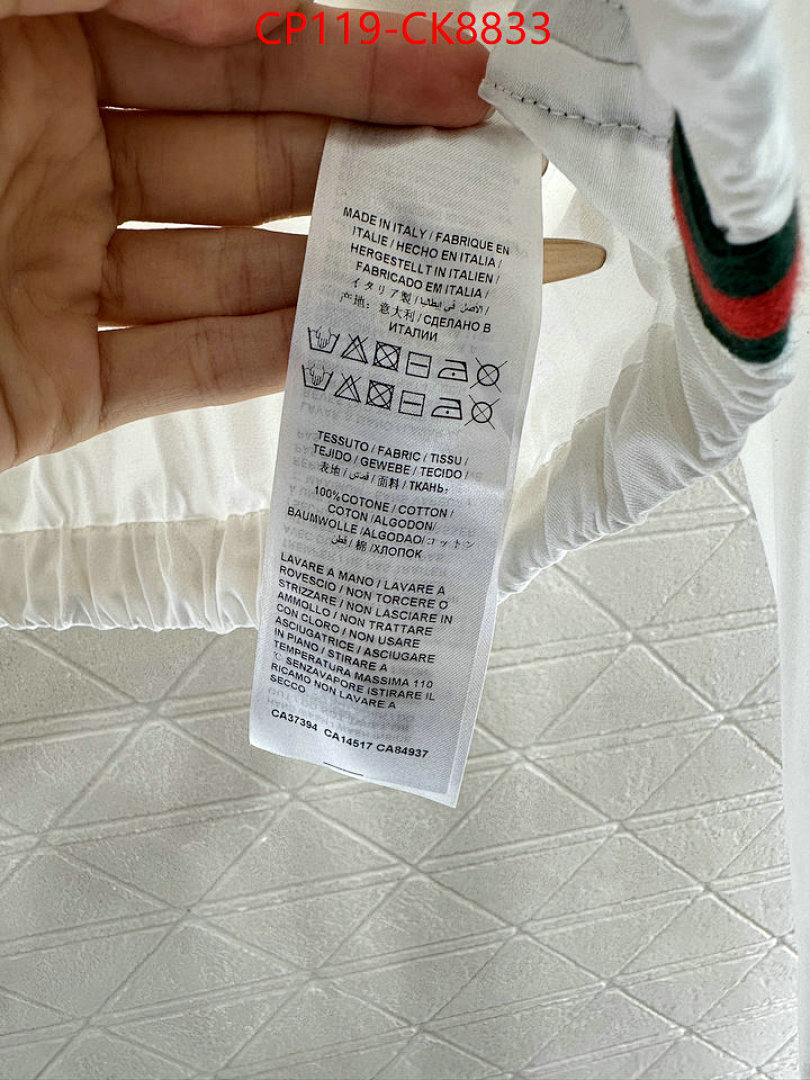 CP119-CK8833
MADE IN ITALY / FABRIQUE EN
ITALIE / HECHO EN ITALIA /
HERGESTELLT IN ITALIEN /
FABRICADO EM ITALIA /
イタリア製 / الأصل في ايطاليا /
产地: 意大利 / СДЕЛАНО В
ИТАЛИИ
TESSUTO / FABRIC / TISSU /
TEJIDO / GEWEBE / TECIDO /
表地 / قماش / 面料 / ТКАНЬ:
100%COTONE / COTTON /
COTON /ALGODON/
BAUMWOLLE /ALGODAO/コットン
قطن / 棉 /ХЛОПОК
LAVARE A MANO / LAVARE A
ROVESCIO / NON TORCERE O
STRIZZARE / NON LASCIARE IN
AMMOLLO / NON TRATTARE
CON CLORO / NON USARE
ASCIUGATRICE / ASCIUGARE
IN PIANO / STIRARE A
TEMPERATURA MASSIMA 110
℃ SENZAVAPORE ISTIRARE IL
RICAMO NON LAVARE A
SECCO
CA37394 CA14517 CA84937